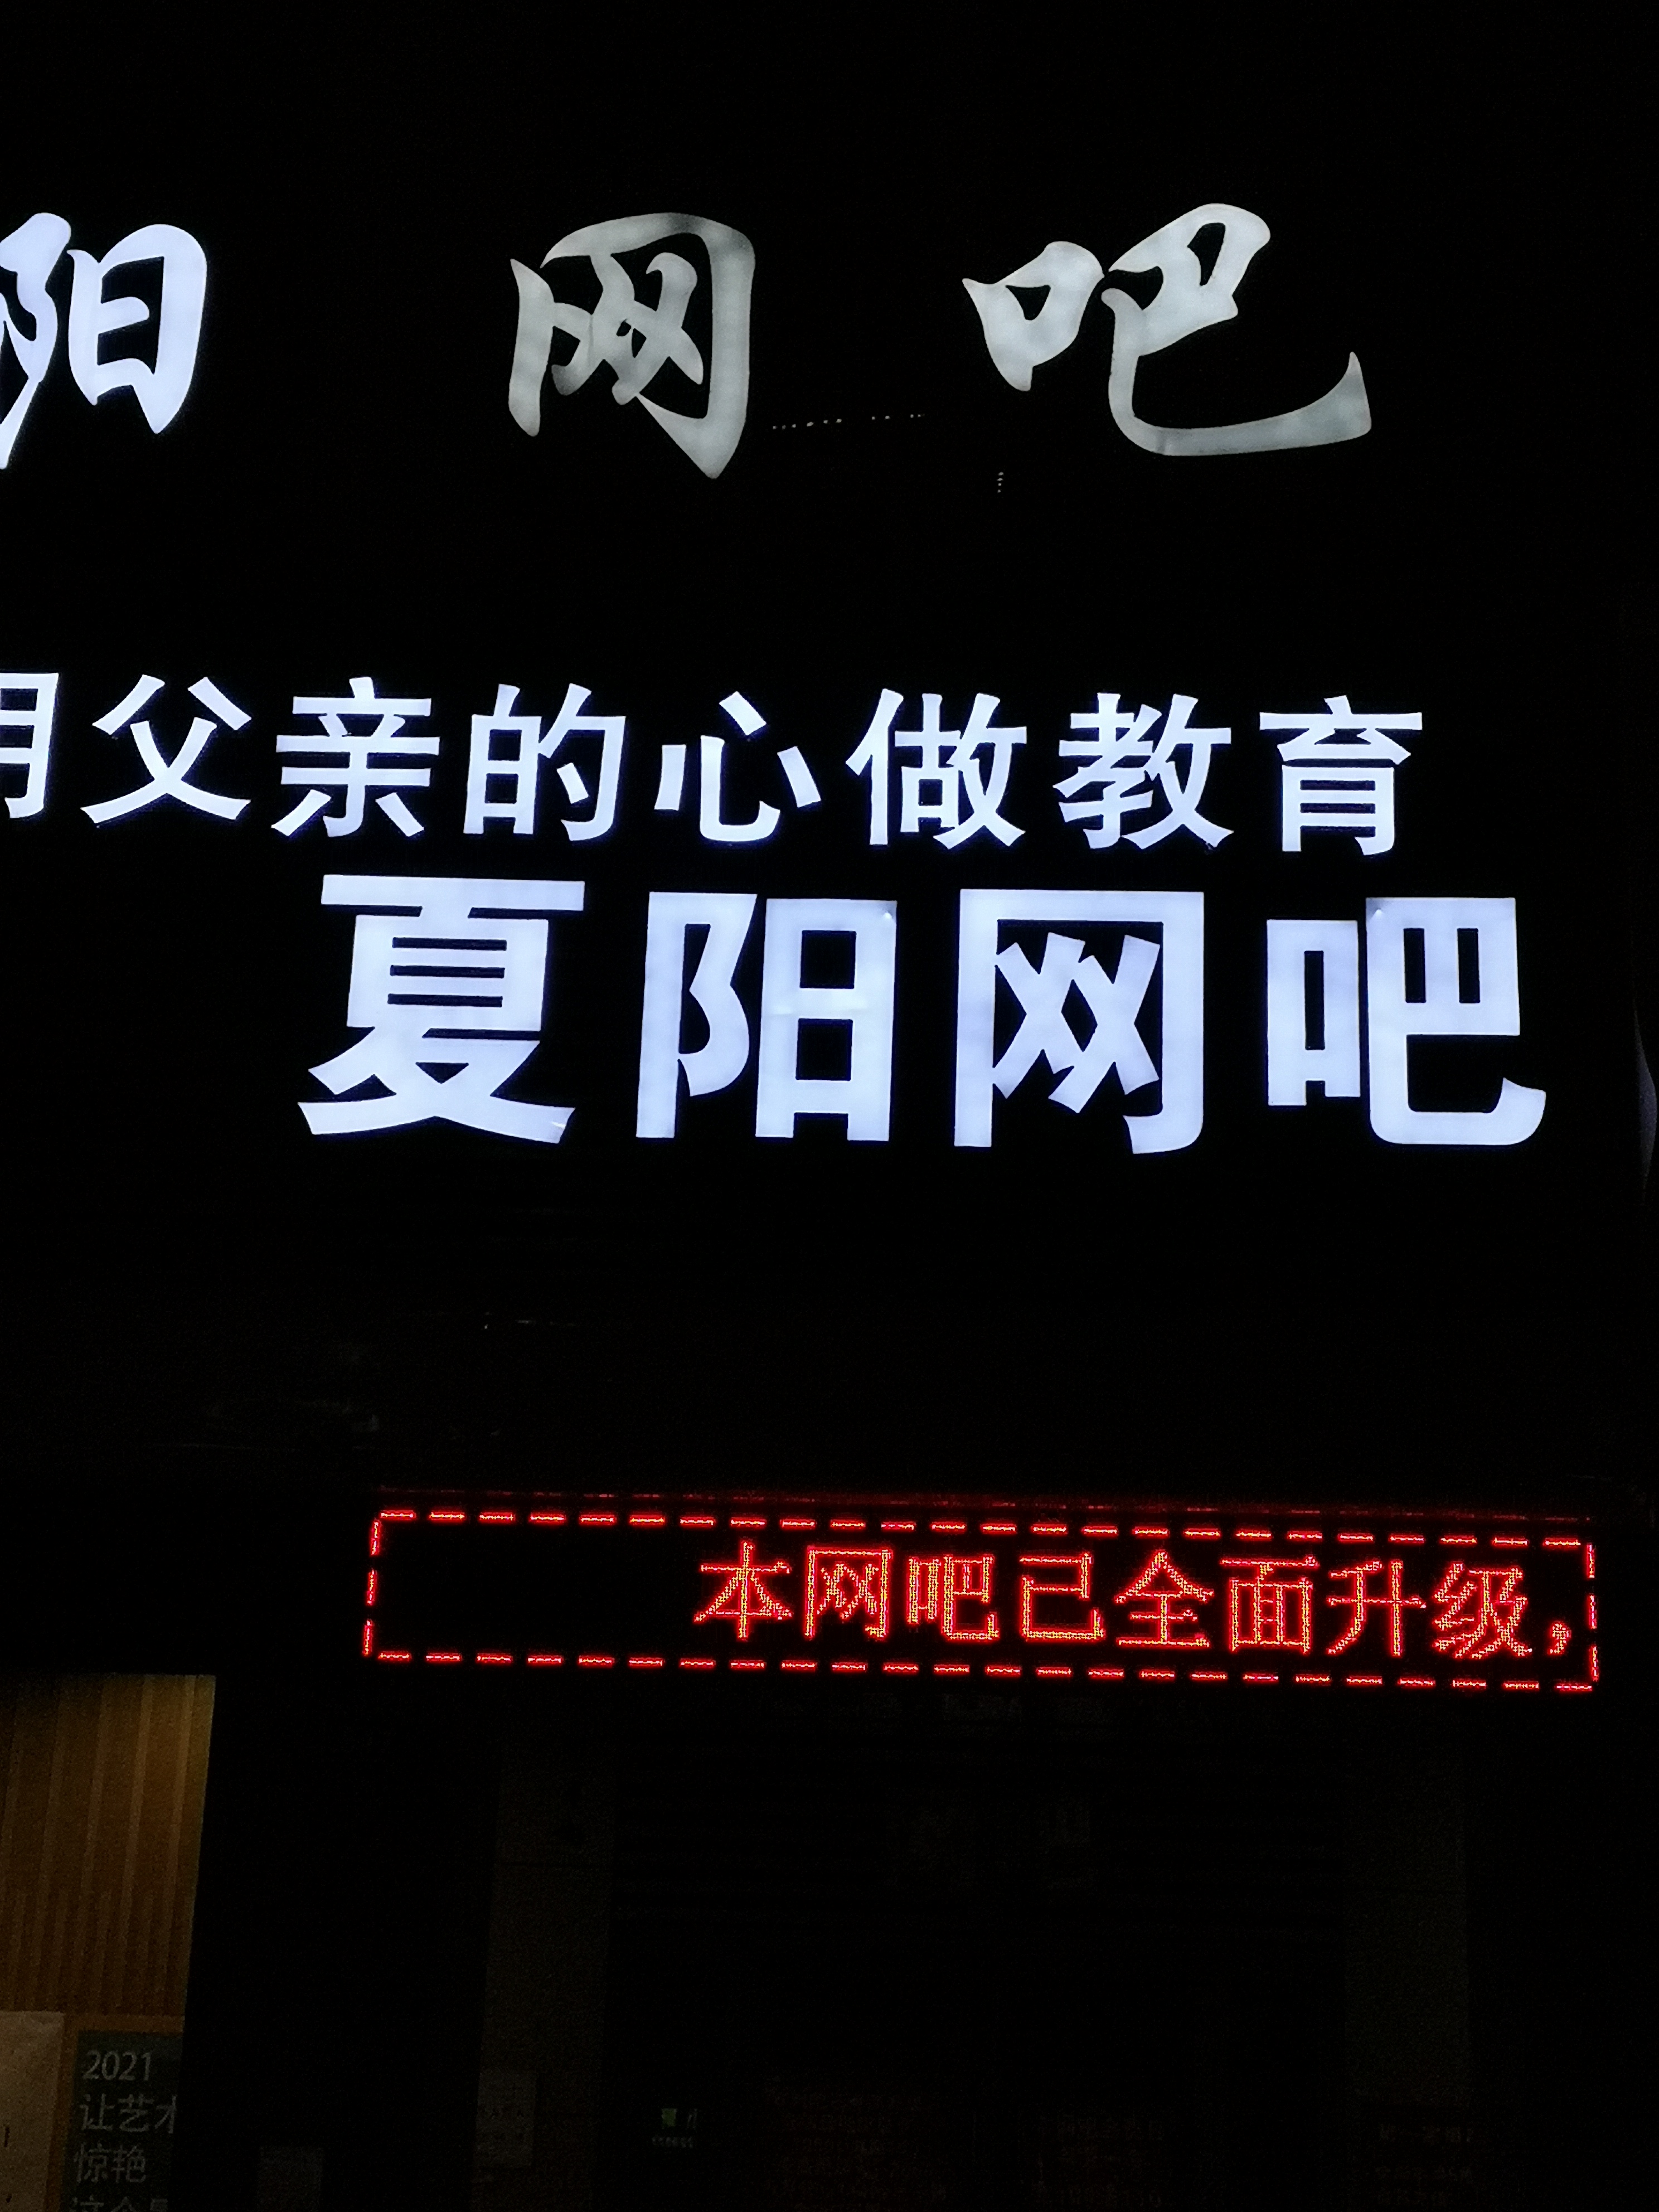 阳 网 吧
用父亲的心做教育
夏阳网吧
本网吧已全面升级，
2021
让艺术
惊艳